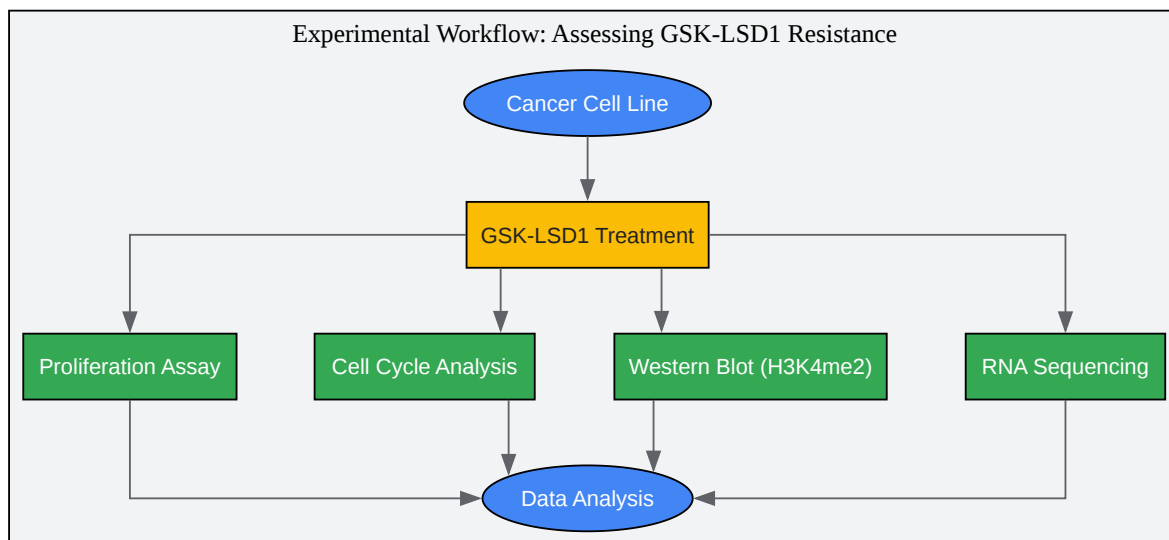 Experimental Workflow: Assessing GSK-LSD1 Resistance
Cancer Cell Line
GSK-LSD1 Treatment
Proliferation Assay
Cell Cycle Analysis
Western Blot (H3K4me2)
RNA Sequencing
Data Analysis